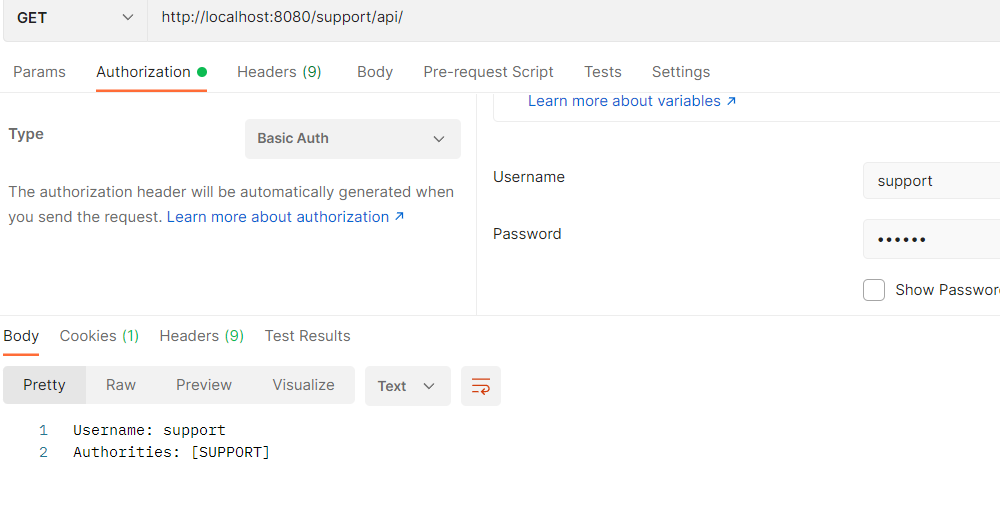 GET http://localhost:8080/support/api/
Params Authorization Headers (9) Body Pre-request Script Tests Settings
Learn more about variables ↗
Type Basic Auth
The authorization header will be automatically generated when
you send the request. Learn more about authorization ↗
Username support
Password ••••••
Show Password
Body Cookies (1) Headers (9) Test Results
Pretty Raw Preview Visualize Text
1 Username: support
2 Authorities: [SUPPORT]